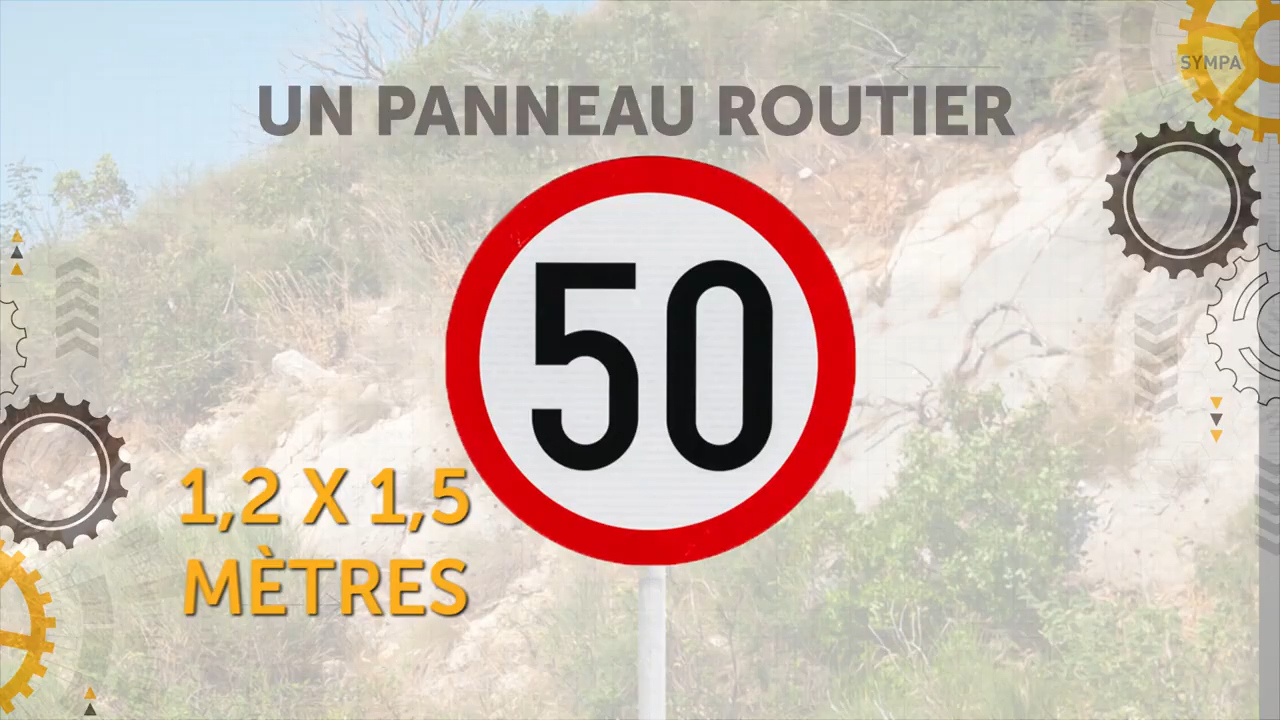 SYMPA
UN PANNEAU ROUTIER
50
1,2 X 1,5
MÈTRES